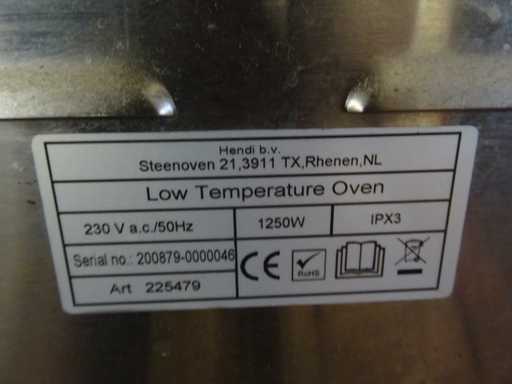 Hendi b.v.
Steenoven 21,3911 TX,Rhenen,NL
Low Temperature Oven
230 V a.c./50Hz 1250W IPX3
Serial no.: 200879-0000046
Art 225479
CE
RoHS